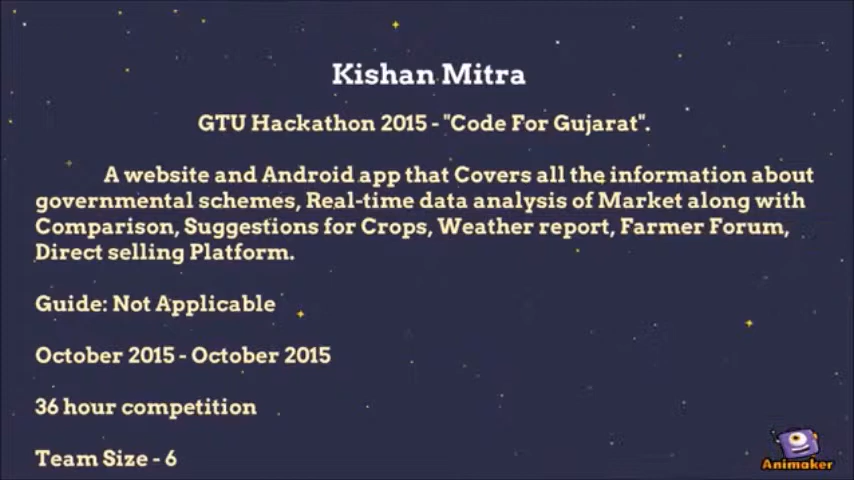 Kishan Mitra
GTU Hackathon 2015 - "Code For Gujarat".
A website and Android app that Covers all the information about
governmental schemes, Real-time data analysis of Market along with
Comparison, Suggestions for Crops, Weather report, Farmer Forum,
Direct selling Platform.
Guide: Not Applicable
October 2015 - October 2015
36 hour competition
Team Size - 6
Animaker